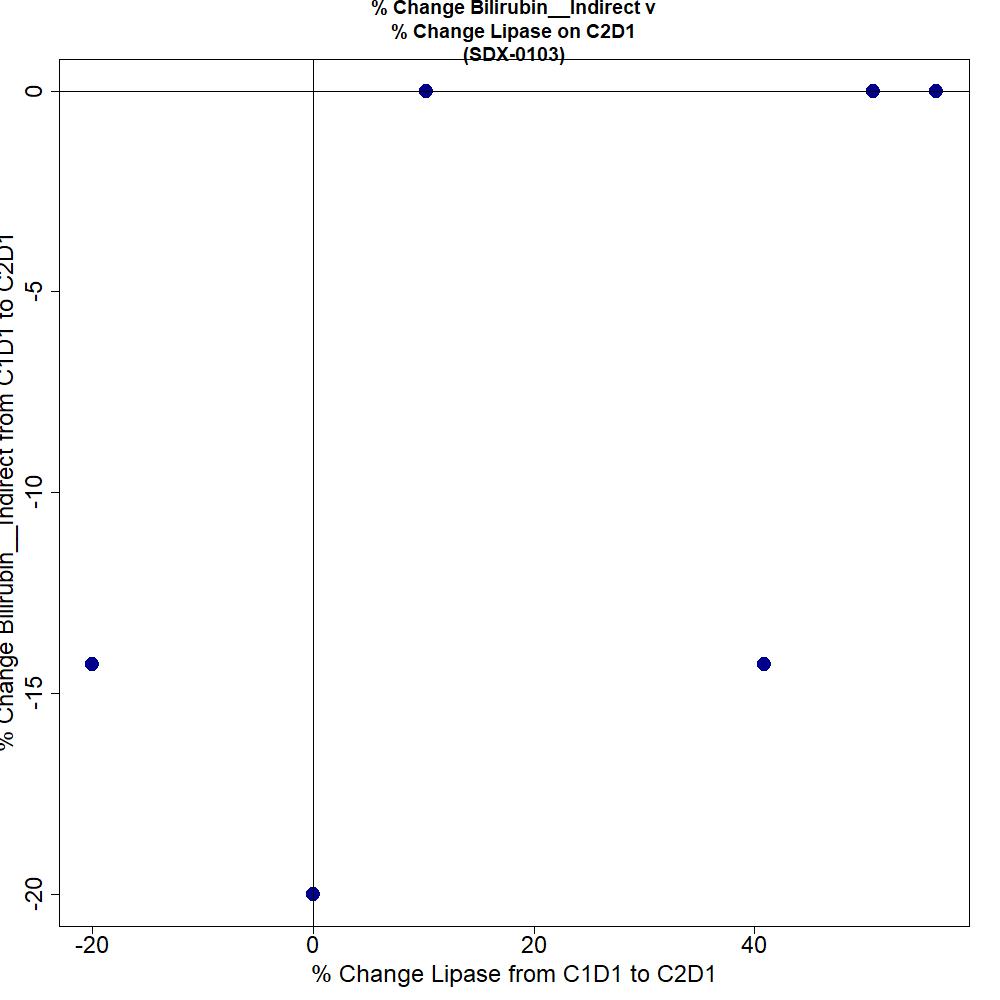 % Change Bilirubin__Indirect v
% Change Lipase on C2D1
(SDX-0103)
% Change Bilirubin__Indirect from C1D1 to C2D1
0
-5
-10
-15
-20
-20
0
20
40
% Change Lipase from C1D1 to C2D1